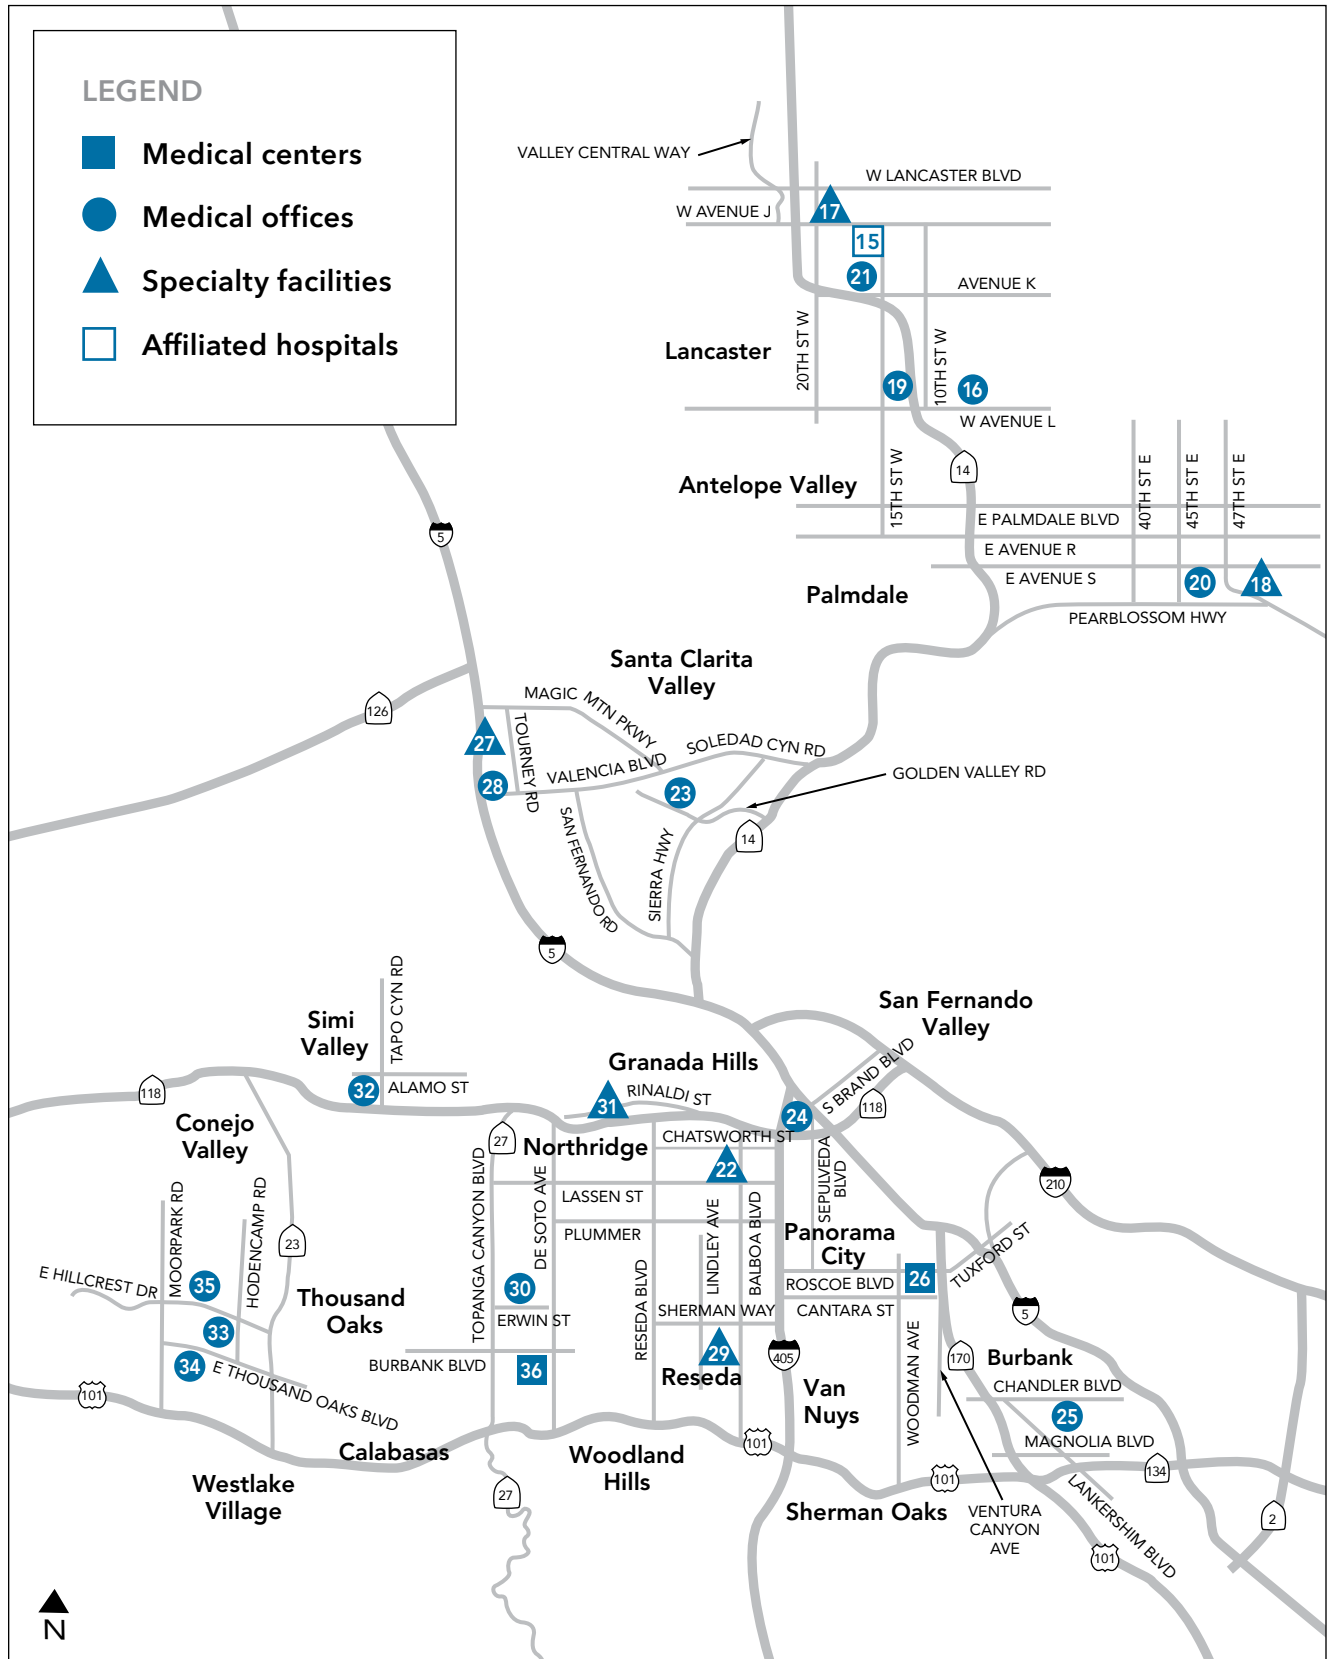 LEGEND
Medical centers
Medical offices
Specialty facilities
Affiliated hospitals
VALLEY CENTRAL WAY
W LANCASTER BLVD
W AVENUE J
17
15
21
AVENUE K
20TH ST W
Lancaster
10TH ST W
19
16
W AVENUE L
14
15TH ST W
Antelope Valley
40TH ST E
45TH ST E
47TH ST E
E PALMDALE BLVD
E AVENUE R
E AVENUE S
20
18
Palmdale
PEARBLOSSOM HWY
5
Santa Clarita
Valley
126
MAGIC MTN PKWY
TOURNEY RD
27
28
VALENCIA BLVD
SOLEDAD CYN RD
23
GOLDEN VALLEY RD
14
SAN FERNANDO RD
SIERRA HWY
5
TAPO CYN RD
Simi
Valley
San Fernando
Valley
Granada Hills
32
ALAMO ST
118
31
RINALDI ST
24
S BRAND BLVD
118
Conejo
Valley
27
Northridge
CHATSWORTH ST
22
SEPULVEDA
BLVD
210
LASSEN ST
TOPANGA CANYON BLVD
DE SOTO AVE
MOORPARK RD
HODENCAMP RD
23
PLUMMER
LINDLEY AVE
BALBOA BLVD
Panorama
City
TUXFORD ST
E HILLCREST DR
35
30
ROSCOE BLVD
26
Thousand
Oaks
ERWIN ST
RESEDA BLVD
SHERMAN WAY
CANTARA ST
5
33
34
E THOUSAND OAKS BLVD
BURBANK BLVD
36
29
Reseda
405
WOODMAN AVE
170
Burbank
CHANDLER BLVD
101
Van
Nuys
25
MAGNOLIA BLVD
Calabasas
Woodland
Hills
101
101
134
Westlake
Village
27
Sherman Oaks
VENTURA
CANYON
AVE
LANKERSHIM BLVD
101
2
N